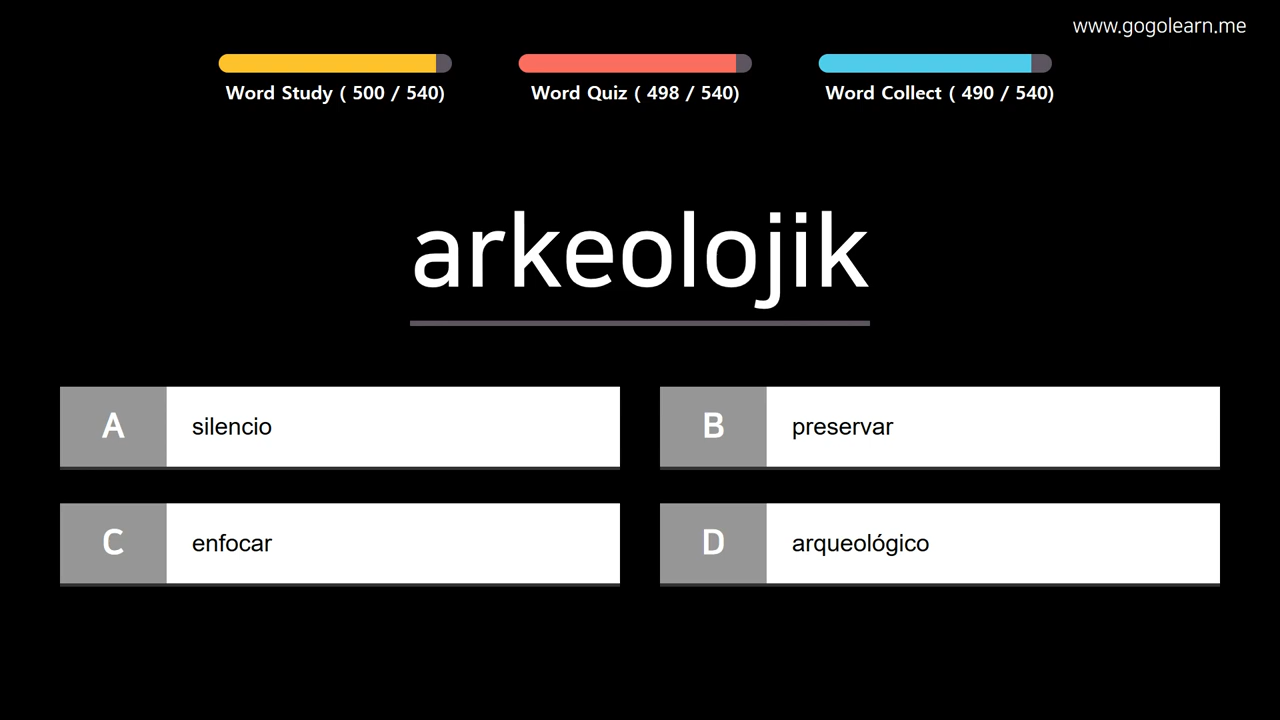 www.gogolearn.me
Word Study ( 500 / 540)
Word Quiz ( 498 / 540)
Word Collect ( 490 / 540)
arkeolojik
A silencio
B preservar
C enfocar
D arqueológico